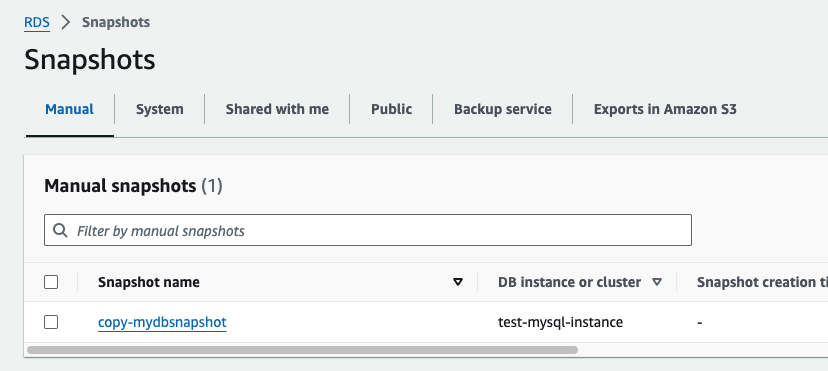 RDS > Snapshots
Snapshots
Manual System Shared with me Public Backup service Exports in Amazon S3
Manual snapshots (1)
Filter by manual snapshots
Snapshot name DB instance or cluster Snapshot creation ti
copy-mydbsnapshot test-mysql-instance -